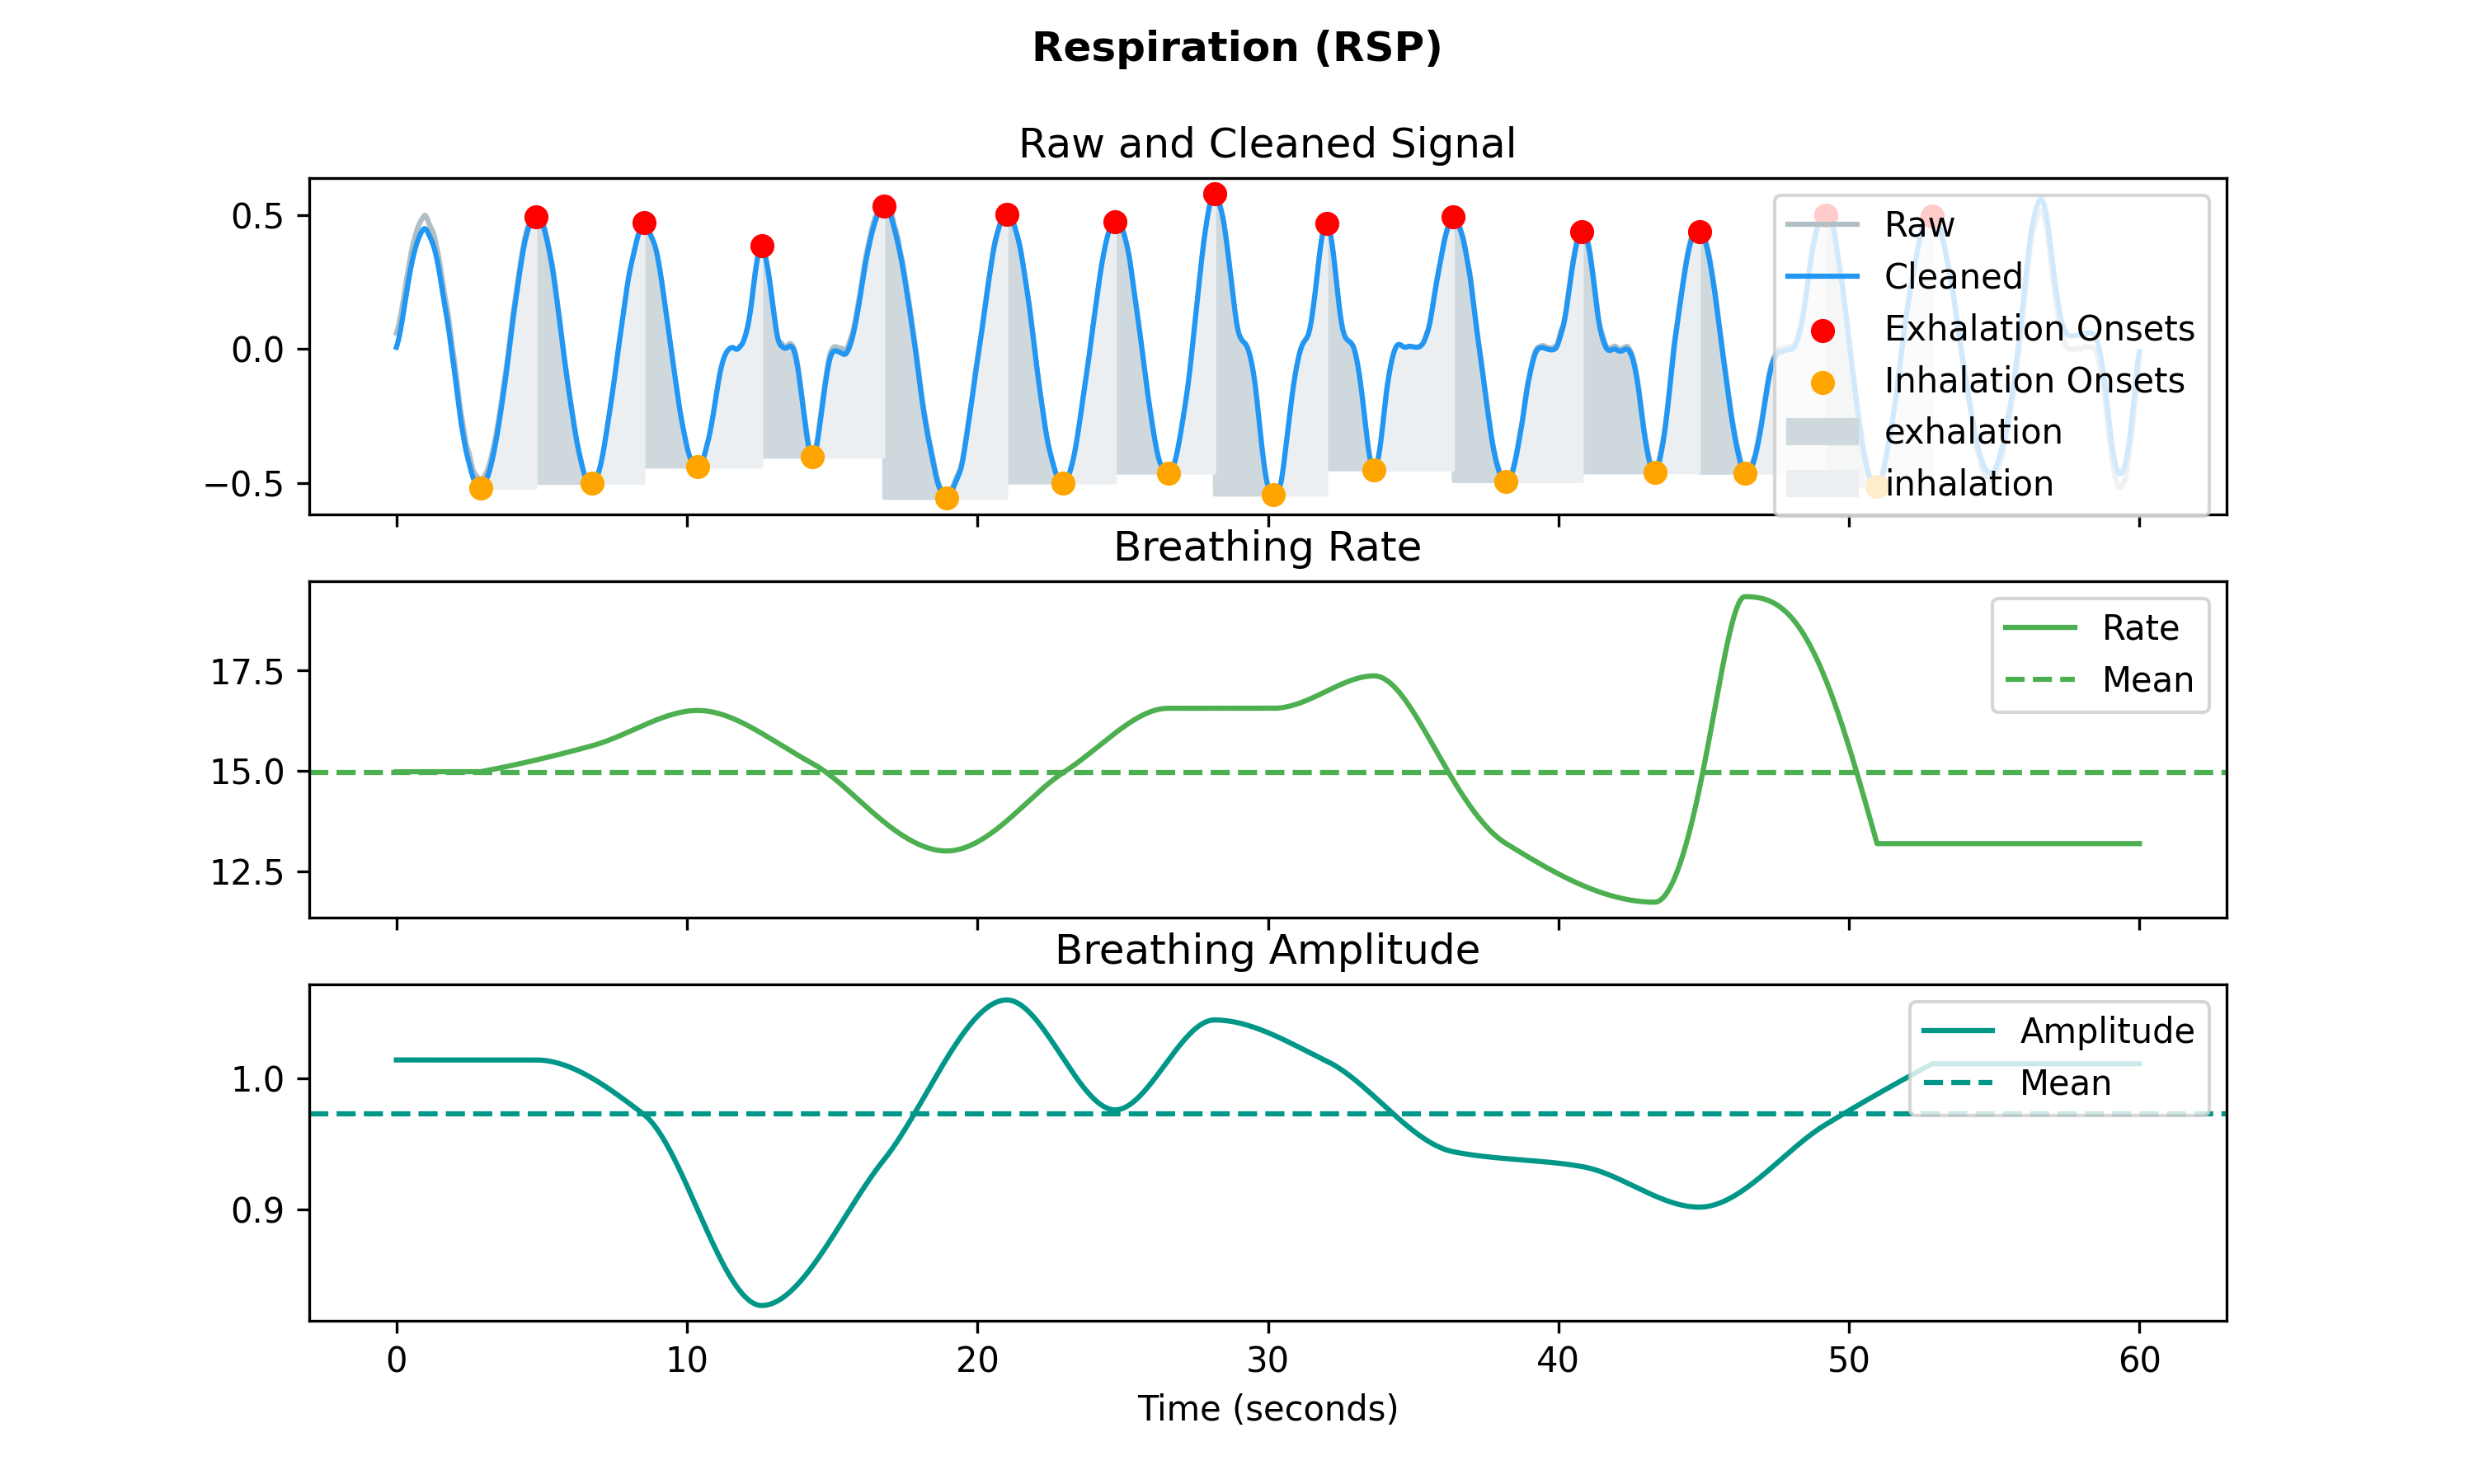 Respiration (RSP)
Raw and Cleaned Signal
0.5
0.0
−0.5
Raw
Cleaned
Exhalation Onsets
Inhalation Onsets
exhalation
inhalation
Breathing Rate
17.5
15.0
12.5
Rate
Mean
Breathing Amplitude
1.0
0.9
Amplitude
Mean
0 10 20 30 40 50 60
Time (seconds)